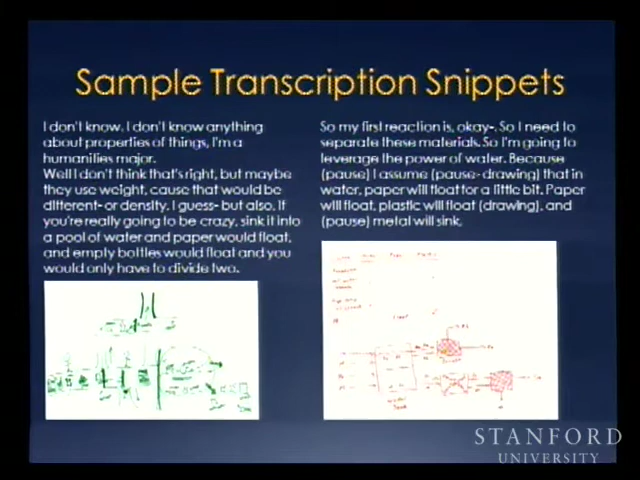 Sample Transcription Snippets
I don't know. I don't know anything
about properties of things, I'm a
humanities major.
Well I don't think that's right, but maybe
they use weight, cause that would be
different- or density. I guess- but also. If
you're really going to be crazy, sink it into
a pool of water and paper would float,
and empty bottles would float and you
would only have to divide two.
So my first reaction is, okay-. So I need to
separate these materials. So I'm going to
leverage the power of water. Because
(pause) I assume (pause- drawing) that in
water, paper will float for a little bit. Paper
will float, plastic will float (drawing), and
(pause) metal will sink.
STANFORD
UNIVERSITY